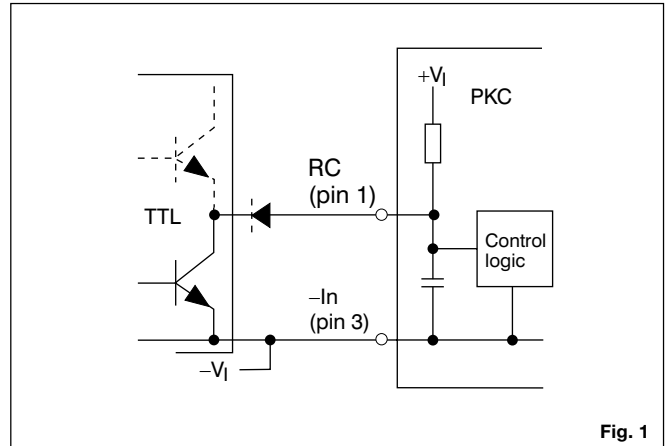 +VI
PKC
RC
(pin 1)
TTL
Control
logic
–In
(pin 3)
–VI
Fig. 1